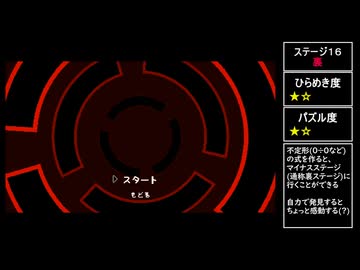 ステージ16
裏
ひらめき度
★☆
パズル度
★☆
不定形(0÷0など)
の式を作ると、
マイナスステージ
(通称裏ステージ)に
行くことができる
自力で発見すると
ちょっと感動する(?)
▷ スタート
もどる